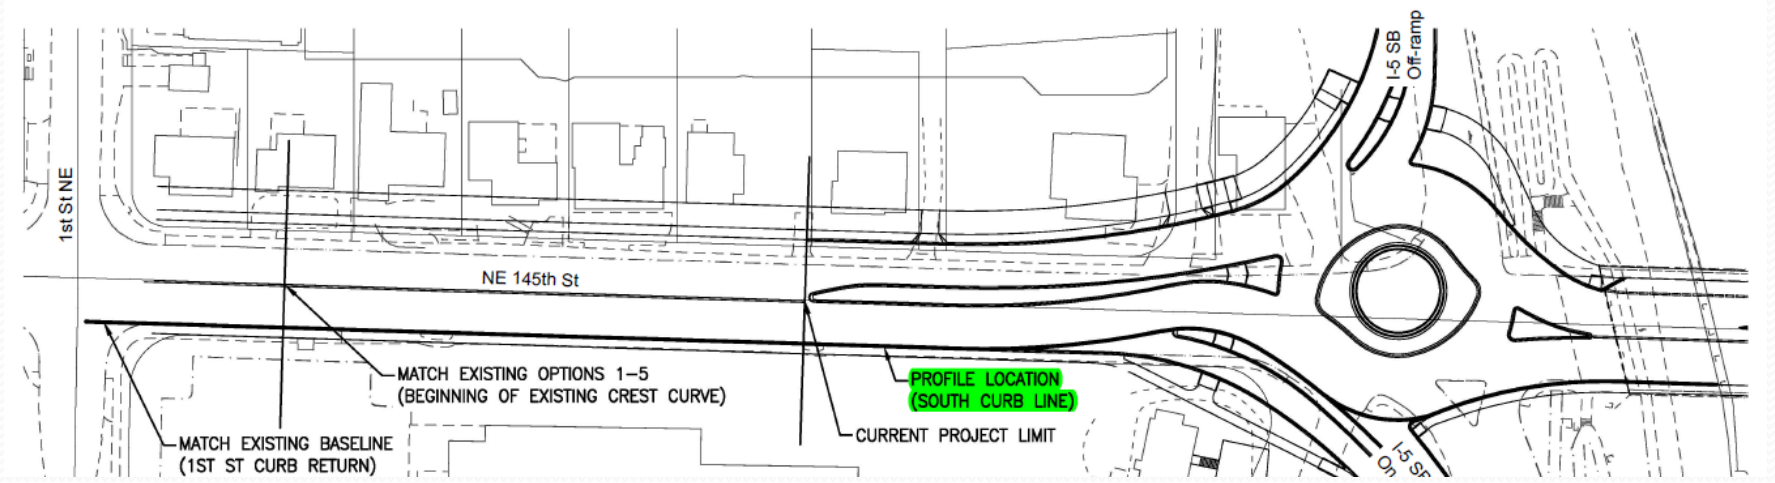 I-5 SB
Off-ramp
1st St NE
NE 145th St
MATCH EXISTING OPTIONS 1-5
(BEGINNING OF EXISTING CREST CURVE)
PROFILE LOCATION
(SOUTH CURB LINE)
CURRENT PROJECT LIMIT
MATCH EXISTING BASELINE
(1ST ST CURB RETURN)
I-5 SB
On